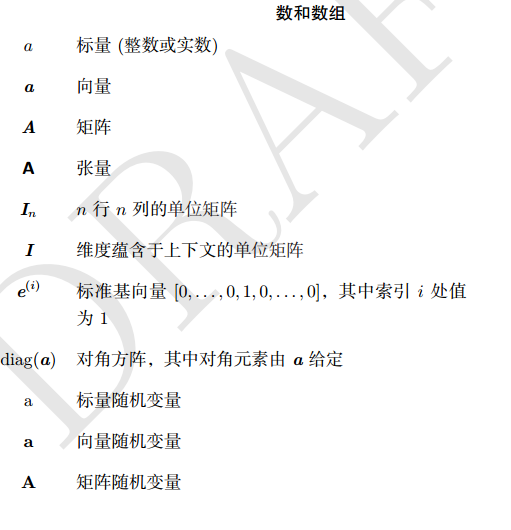 数和数组
a 标量 (整数或实数)
a 向量
A 矩阵
A 张量
Iₙ n 行 n 列的单位矩阵
I 维度蕴含于上下文的单位矩阵
e⁽ⁱ⁾ 标准基向量 [0, . . . , 0, 1, 0, . . . , 0]，其中索引 i 处值
为 1
diag(a) 对角方阵，其中对角元素由 a 给定
a 标量随机变量
a 向量随机变量
A 矩阵随机变量
DRAF